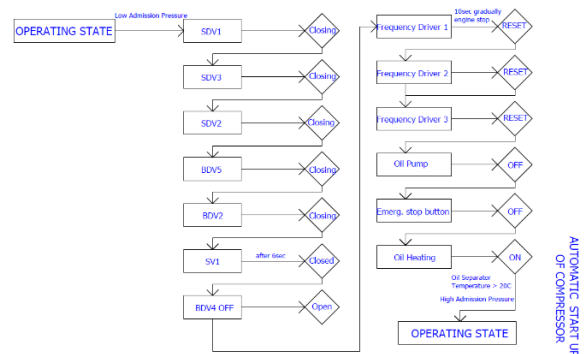 OPERATING STATE
Low Admission Pressure
SDV1
Closing
SDV3
Closing
SDV2
Closing
BDV5
Closing
BDV2
Closing
SV1
after 6sec
Closed
BDV4 OFF
Open
Frequency Driver 1
10sec gradually
engine stop
RESET
Frequency Driver 2
RESET
Frequency Driver 3
RESET
Oil Pump
OFF
Emerg. stop button
OFF
Oil Heating
ON
Oil Separator
Temperature > 20C
High Admission Pressure
OPERATING STATE
AUTOMATIC START UP
OF COMPRESSOR